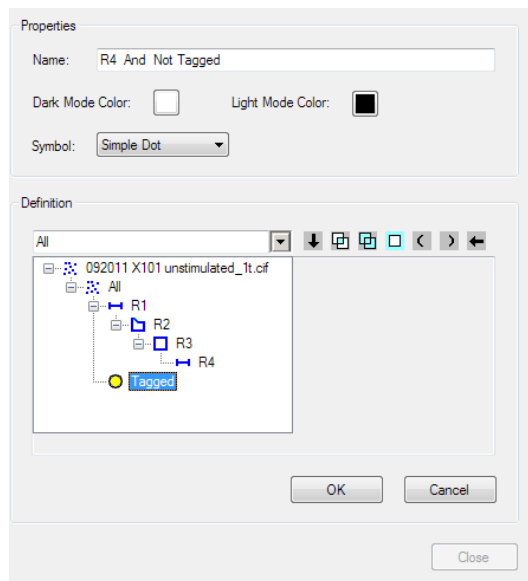 Properties
Name: R4 And Not Tagged
Dark Mode Color: Light Mode Color:
Symbol: Simple Dot
Definition
All
092011 X101 unstimulated_1t.cif
All
R1
R2
R3
R4
Tagged
OK Cancel
Close